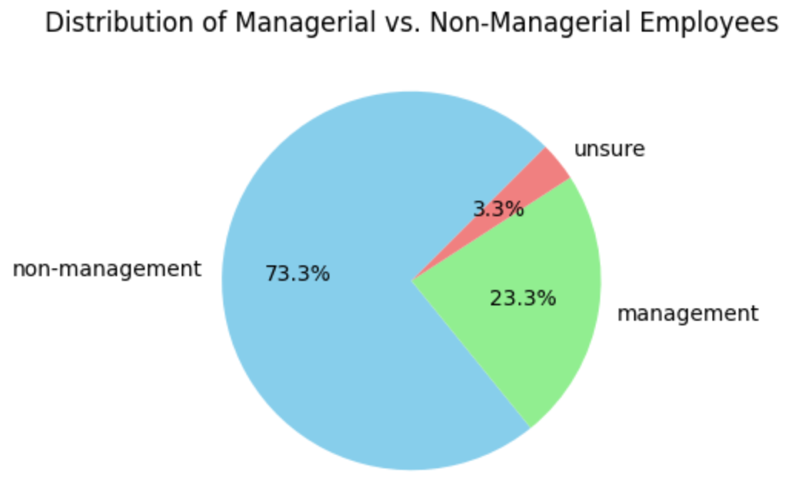 Distribution of Managerial vs. Non-Managerial Employees
unsure
3.3%
non-management
73.3%
23.3%
management